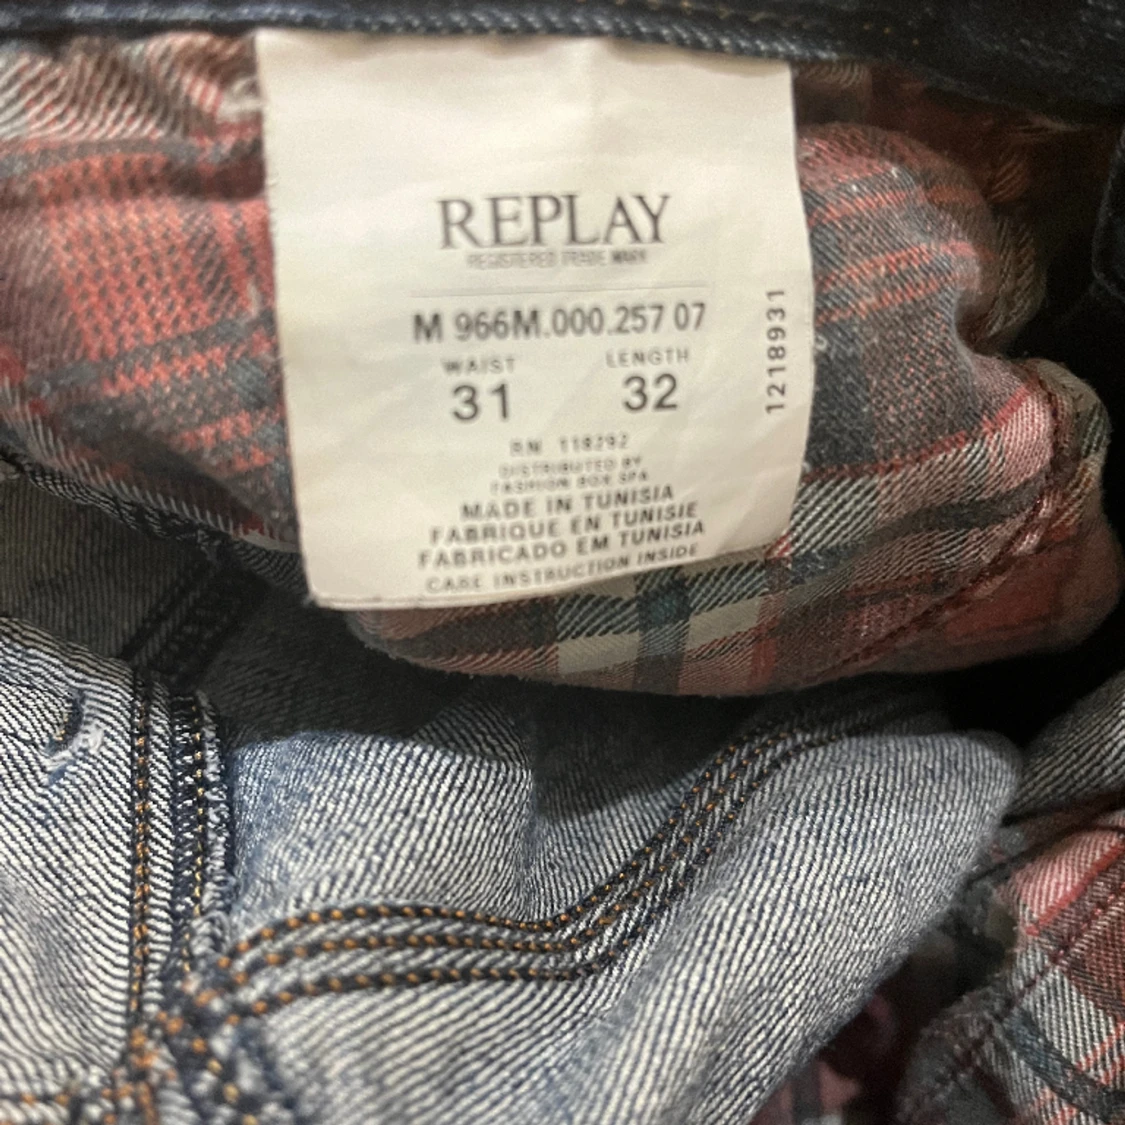 REPLAY
REGISTERED TRADE MARK
M 966M.000.257 07
WAIST LENGTH
31 32
RN 118292
DISTRIBUTED BY
FASHION BOX SPA
MADE IN TUNISIA
FABRIQUE EN TUNISIE
FABRICADO EM TUNISIA
CARE INSTRUCTION INSIDE
1218931